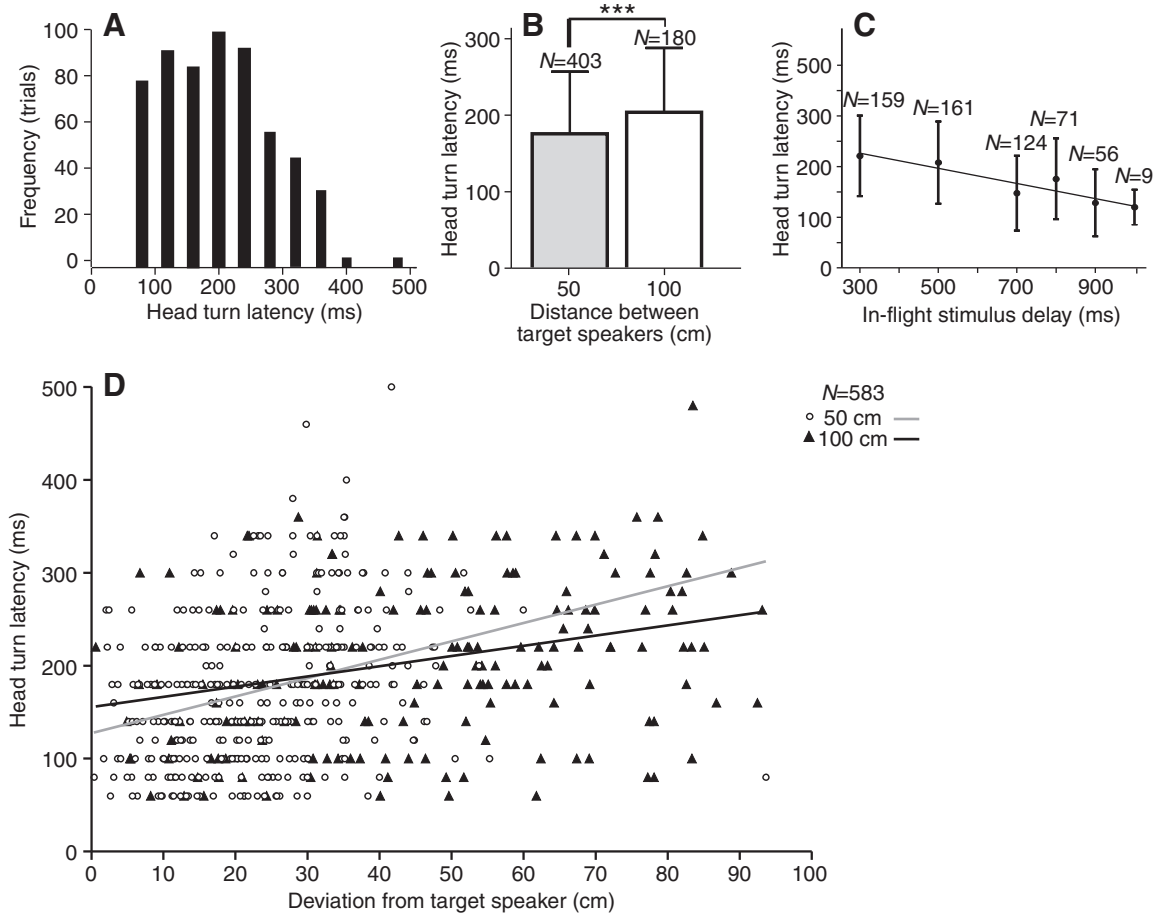 A
Frequency (trials)
100
80
60
40
20
0
0 100 200 300 400 500
Head turn latency (ms)
B
***
Head turn latency (ms)
300
200
100
0
N=403
N=180
50 100
Distance between
target speakers (cm)
C
Head turn latency (ms)
500
300
200
100
0
N=159
N=161
N=124
N=71
N=56
N=9
300 500 700 900
In-flight stimulus delay (ms)
D
Head turn latency (ms)
500
400
300
200
100
0
0 10 20 30 40 50 60 70 80 90 100
Deviation from target speaker (cm)
N=583
50 cm
100 cm